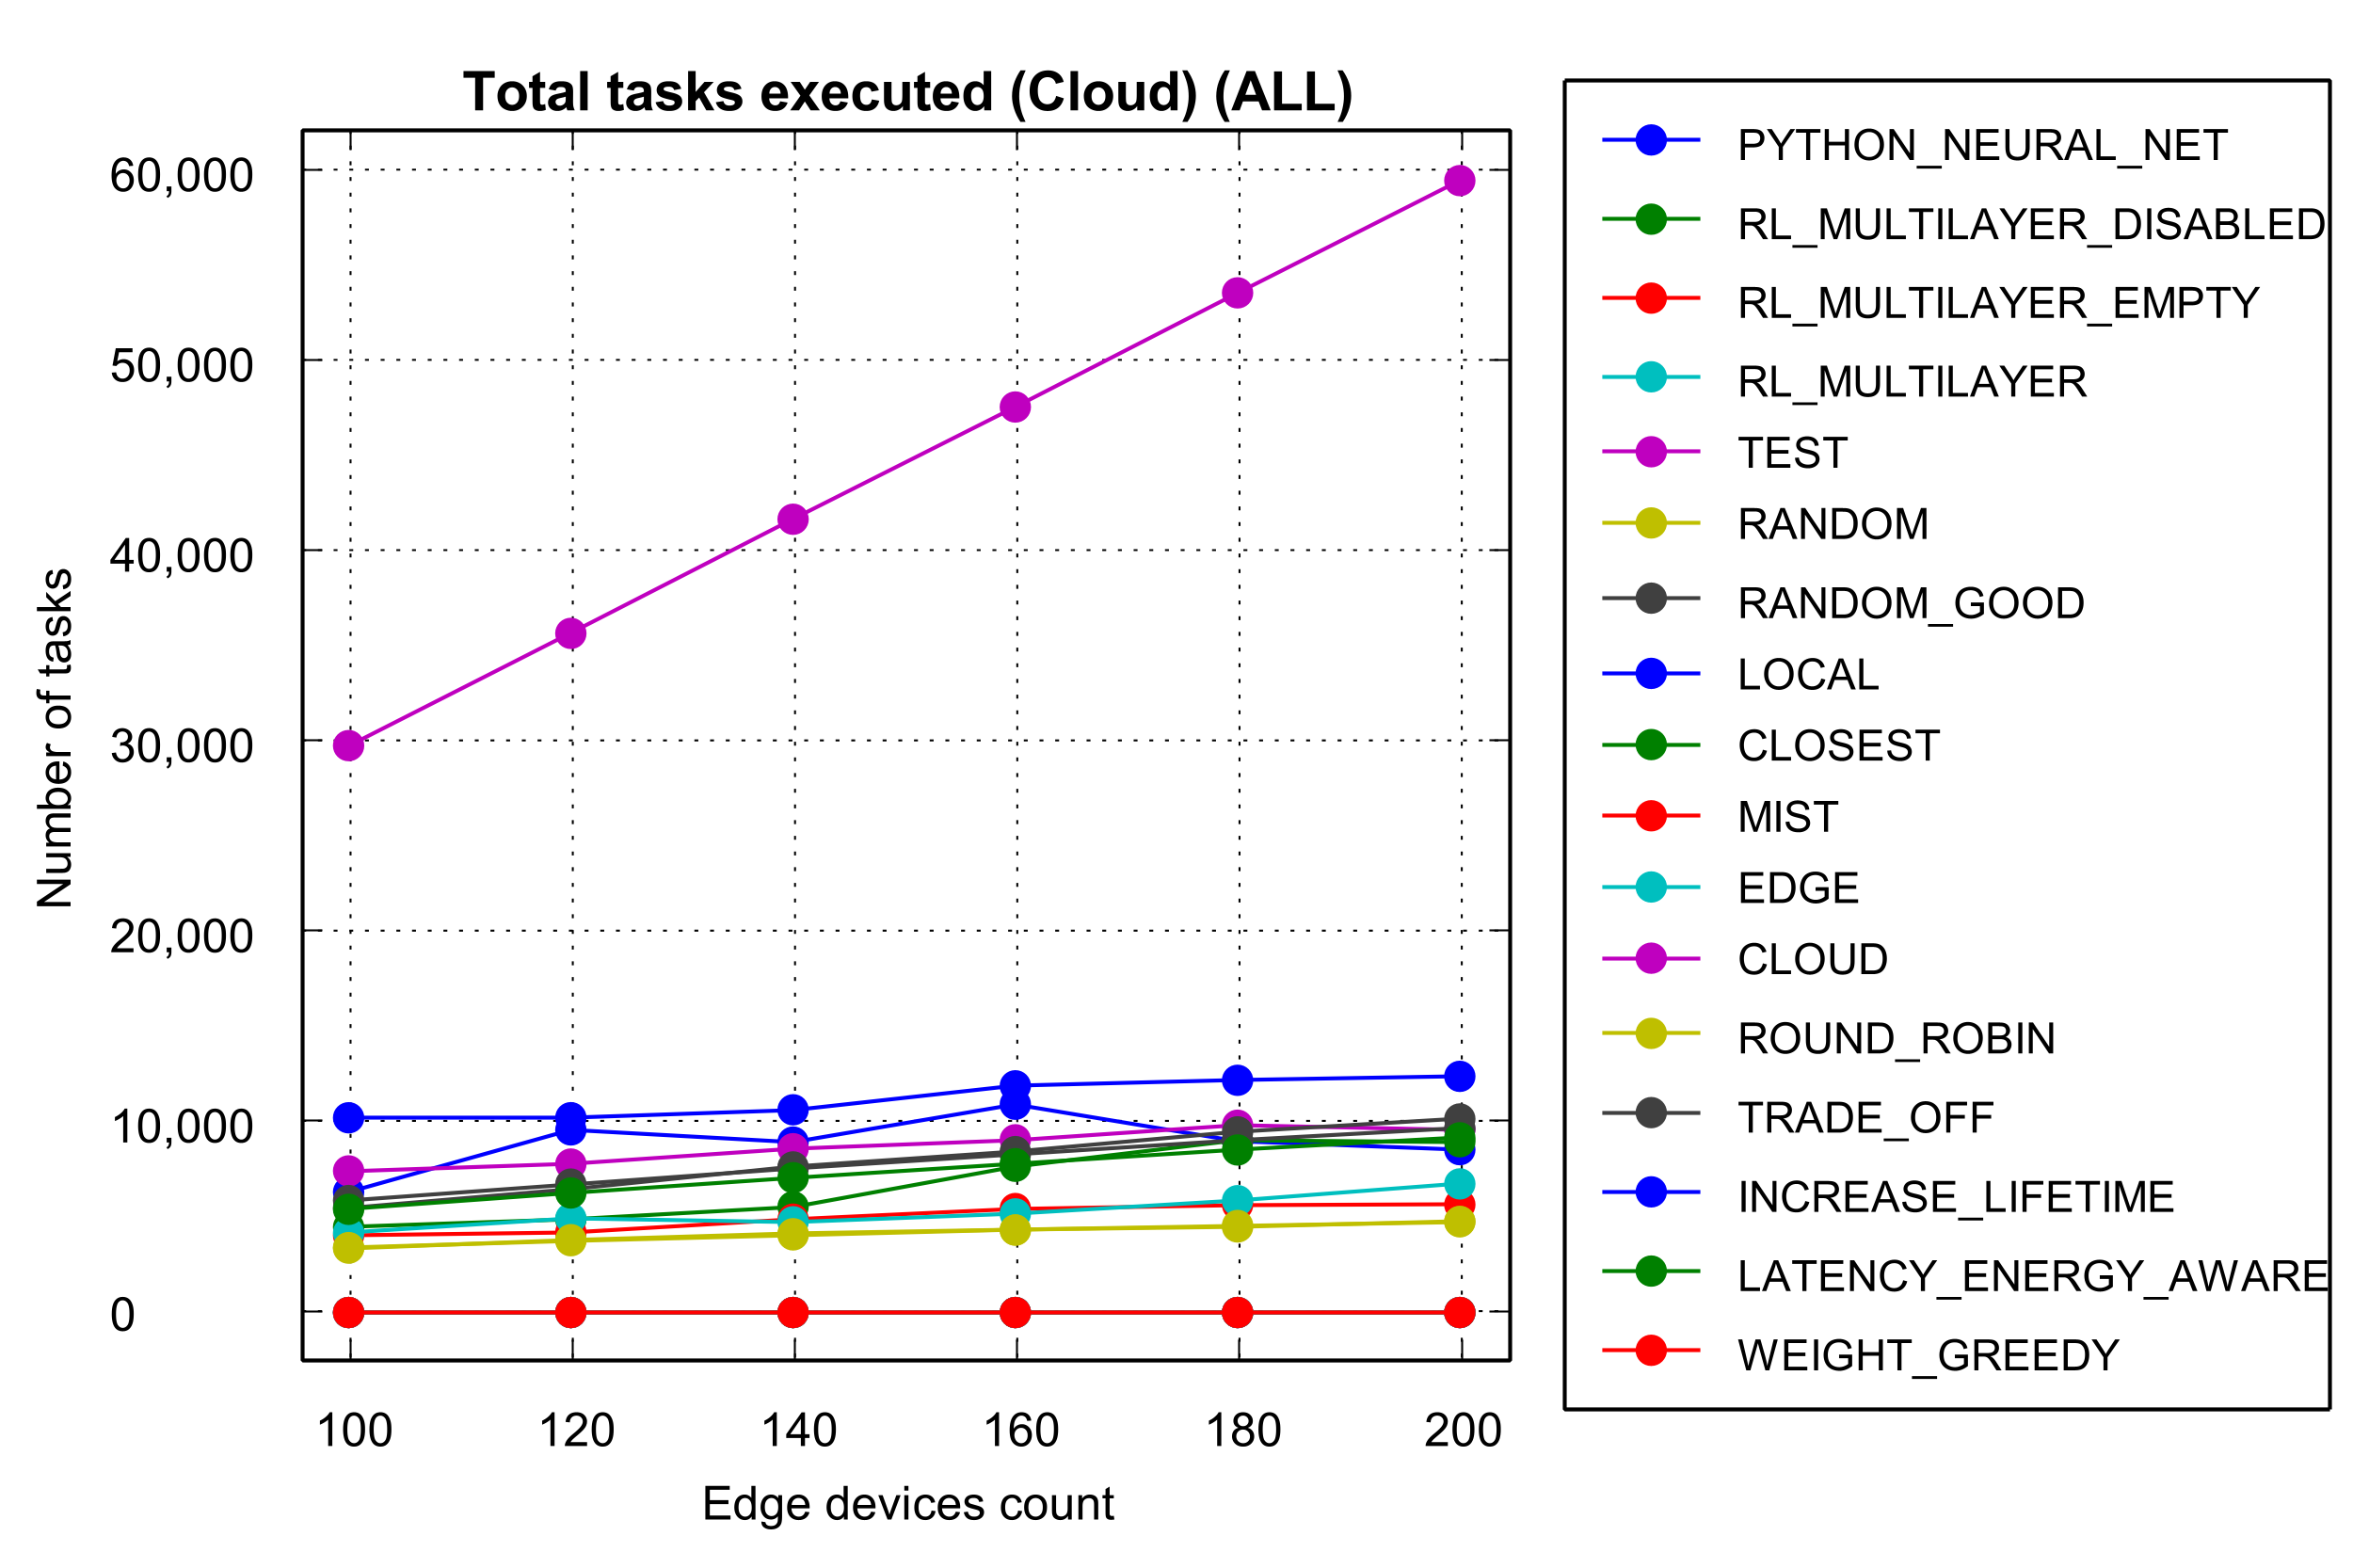 Total tasks executed (Cloud) (ALL)
60,000
50,000
40,000
30,000
20,000
10,000
0
Number of tasks
100 120 140 160 180 200
Edge devices count
PYTHON_NEURAL_NET
RL_MULTILAYER_DISABLED
RL_MULTILAYER_EMPTY
RL_MULTILAYER
TEST
RANDOM
RANDOM_GOOD
LOCAL
CLOSEST
MIST
EDGE
CLOUD
ROUND_ROBIN
TRADE_OFF
INCREASE_LIFETIME
LATENCY_ENERGY_AWARE
WEIGHT_GREEDY